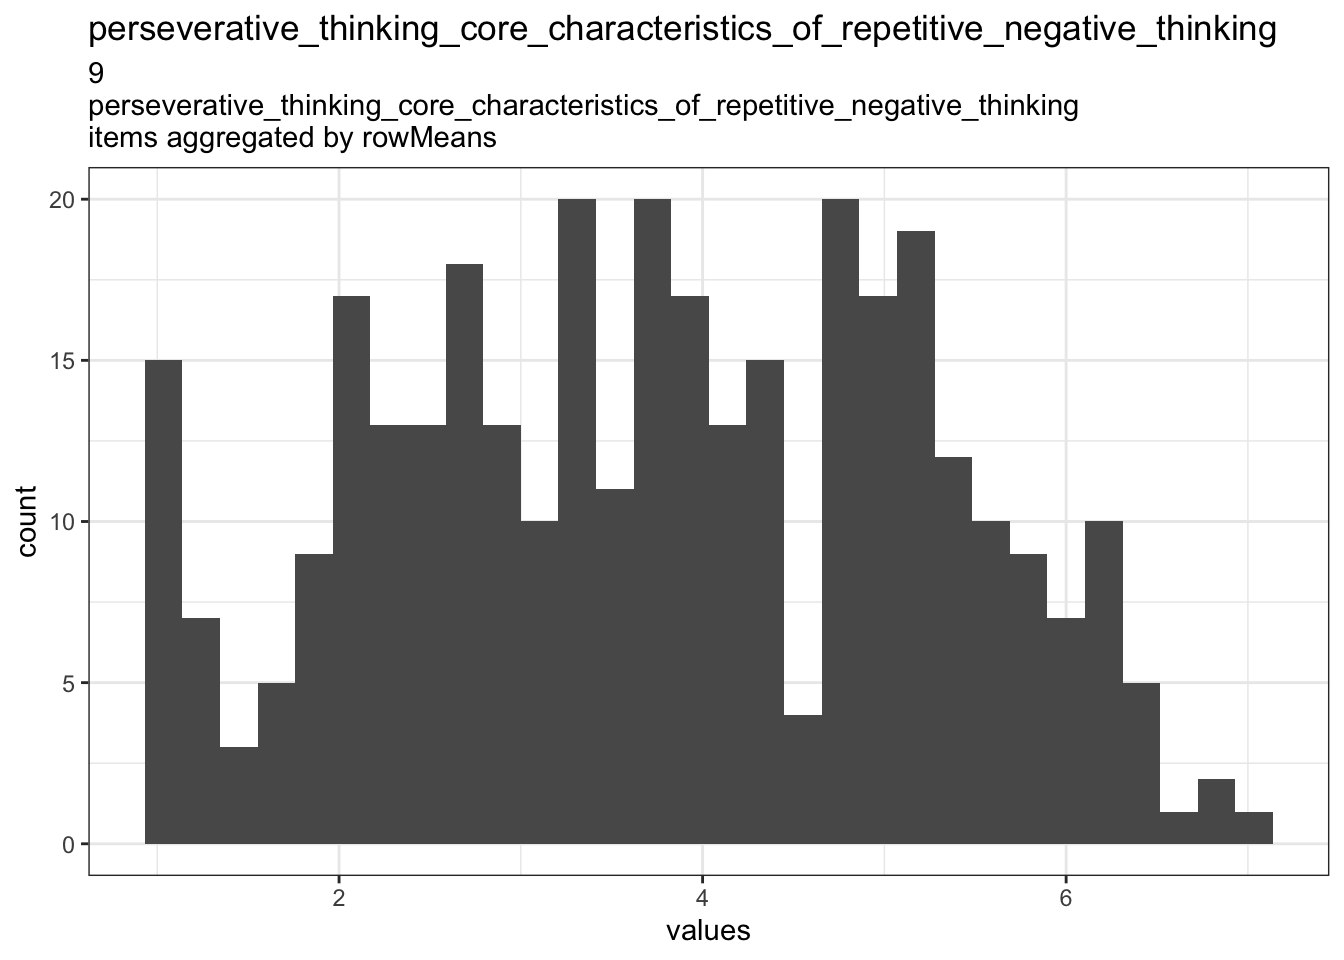 perseverative_thinking_core_characteristics_of_repetitive_negative_thinking
9
perseverative_thinking_core_characteristics_of_repetitive_negative_thinking
items aggregated by rowMeans
20
15
10
5
0
count
2
4
6
values